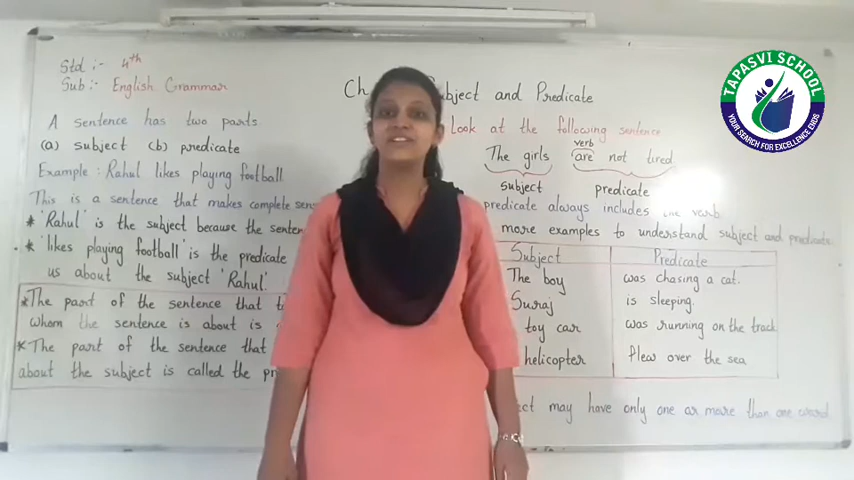 Std :- 4th
Sub :- English Grammar
Ch Subject and Predicate
A sentence has two parts.
(a) subject (b) predicate
Example : Rahul likes playing football.
This is a sentence that makes complete sens
* 'Rahul' is the subject because the senten
* 'likes playing football' is the predicate
us about the subject 'Rahul'.
* The part of the sentence that t
whom the sentence is about is
* The part of the sentence that
about the subject is called the p
Look at the following sentence
verb
The girls are not tired
subject predicate
predicate always includes the verb
more examples to understand subject and predicate
Subject Predicate
The boy was chasing a cat.
Suraj is sleeping.
toy car was running on the track
helicopter flew over the sea
ct may have only one or more than one word
TAPASVI SCHOOL
YOUR SEARCH FOR EXCELLENCE ENDS